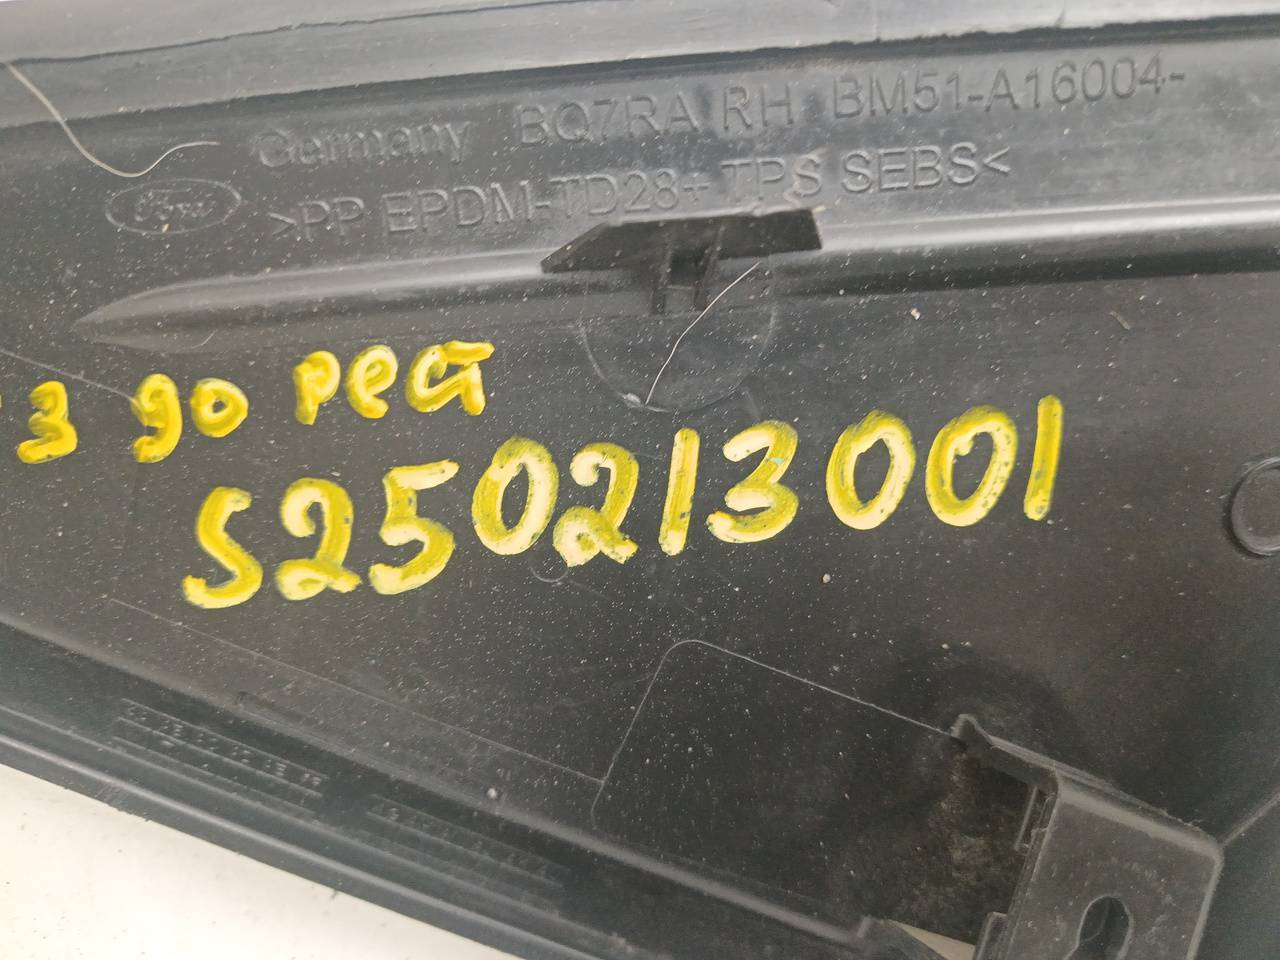 Germany BQ7RA RH BM51-A16004-
Ford >PP EPDM-TD28+TPS SEBS<
3 до рест
S250213001